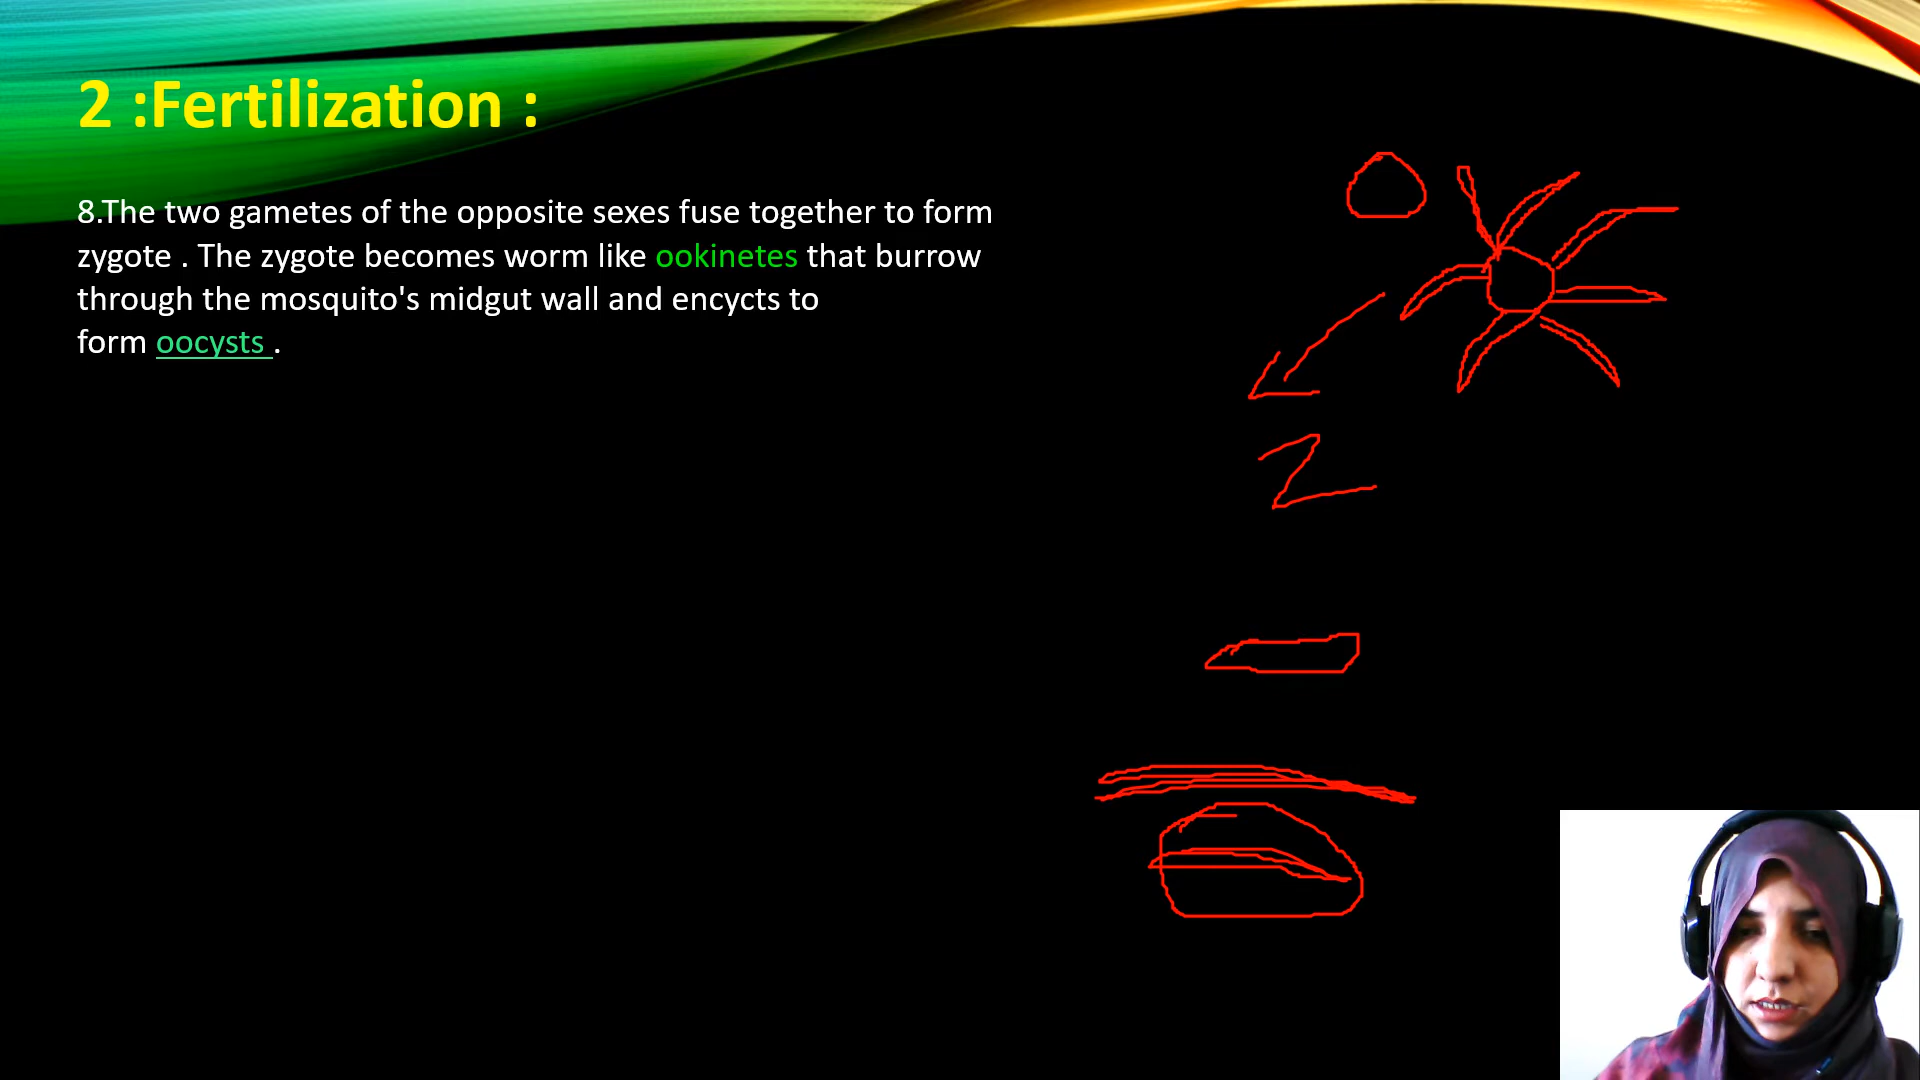 2 :Fertilization :
8.The two gametes of the opposite sexes fuse together to form
zygote . The zygote becomes worm like ookinetes that burrow
through the mosquito's midgut wall and encycts to
form oocysts .
Z